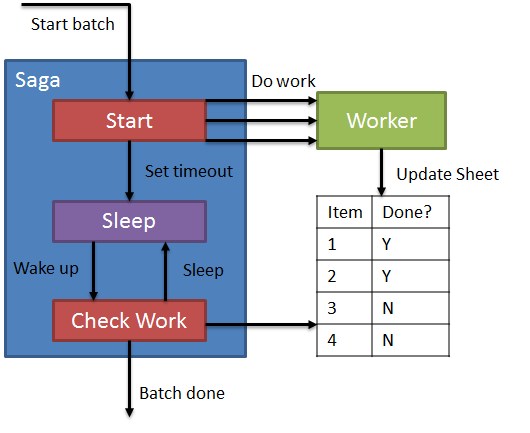 Start batch
Saga
Do work
Start
Worker
Set timeout
Update Sheet
Item Done?
Sleep
1 Y
Wake up
Sleep
2 Y
3 N
Check Work
4 N
Batch done